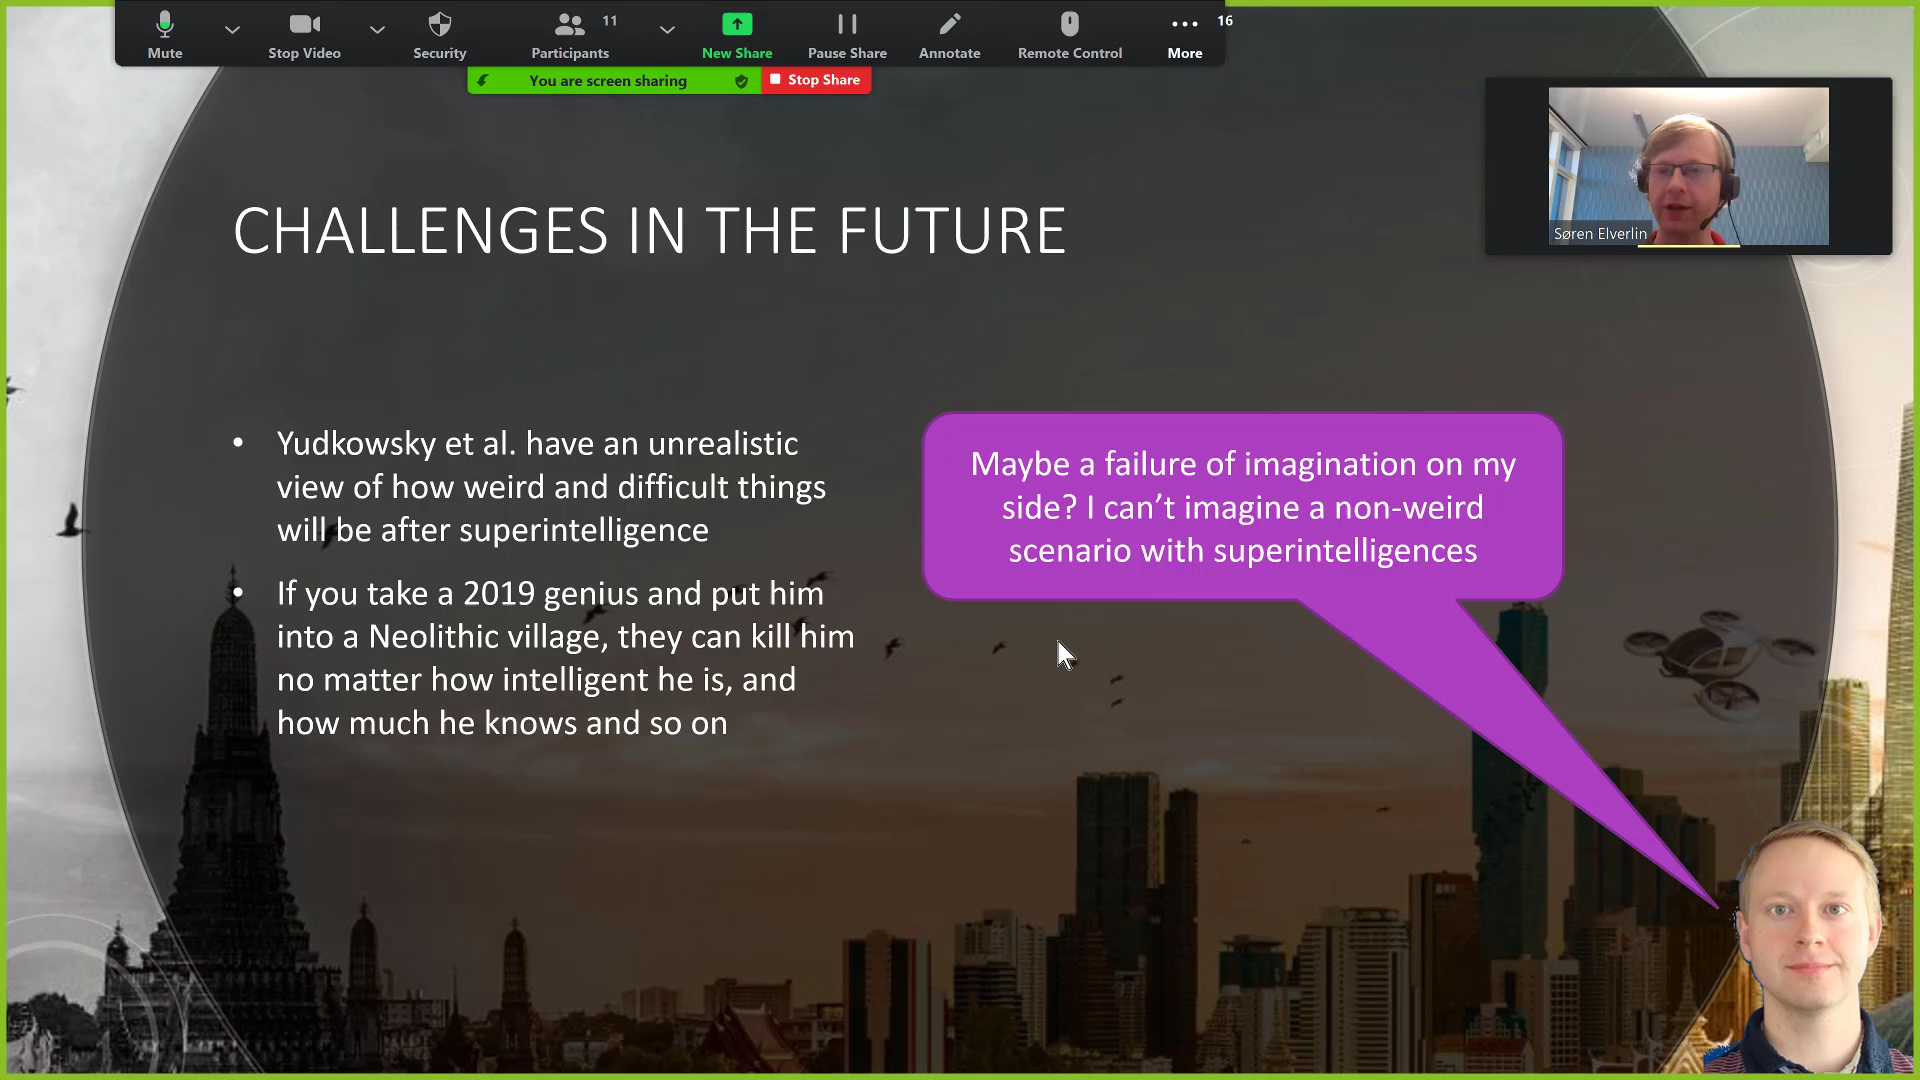 Mute
Stop Video
Security
Participants
11
New Share
Pause Share
Annotate
Remote Control
More
16
You are screen sharing
Stop Share
Søren Elverlin
CHALLENGES IN THE FUTURE
• Yudkowsky et al. have an unrealistic
view of how weird and difficult things
will be after superintelligence
• If you take a 2019 genius and put him
into a Neolithic village, they can kill him
no matter how intelligent he is, and
how much he knows and so on
Maybe a failure of imagination on my
side? I can’t imagine a non-weird
scenario with superintelligences